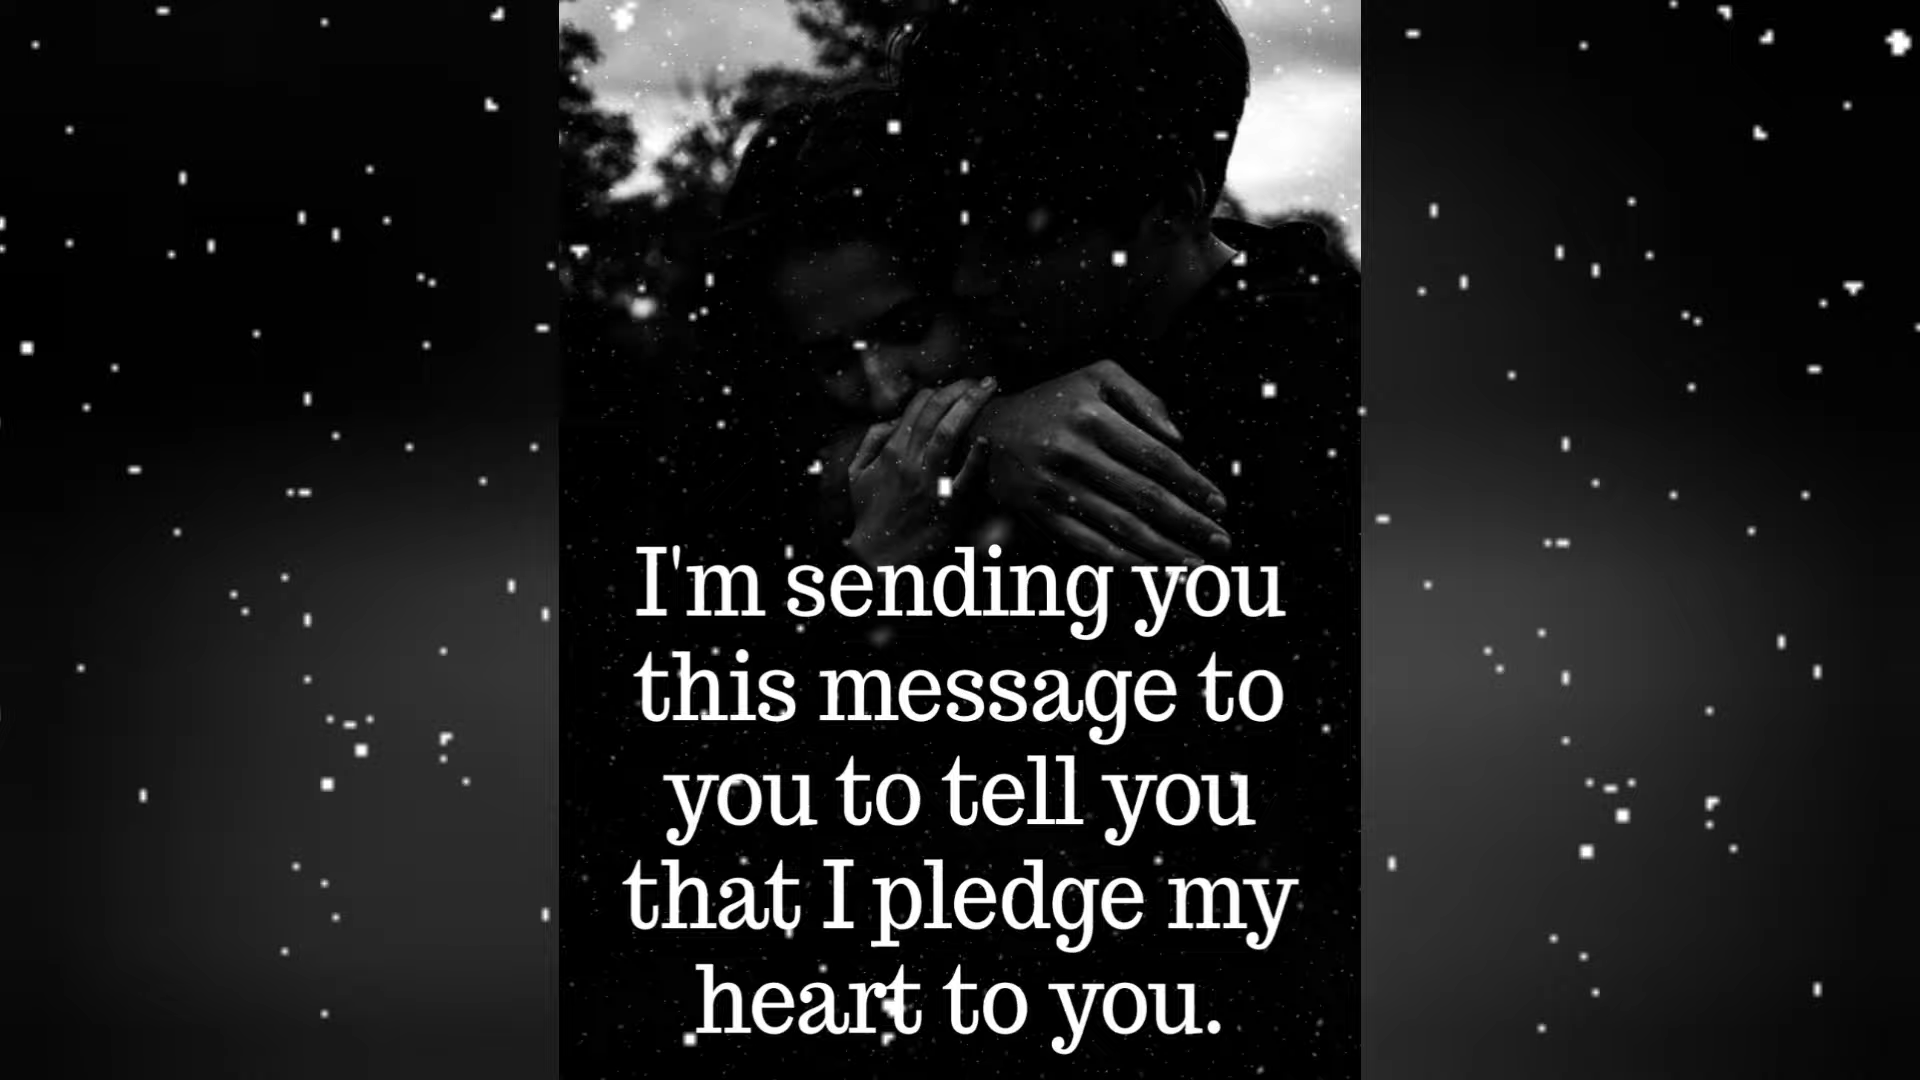 I'm sending you
this message to
you to tell you
that I pledge my
heart to you.